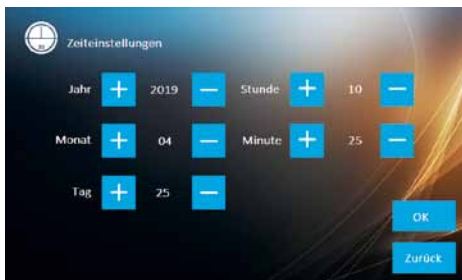 Zeiteinstellungen
Jahr + 2019 − Stunde + 10 −
Monat + 04 − Minute + 25 −
Tag + 25 −
OK
Zurück